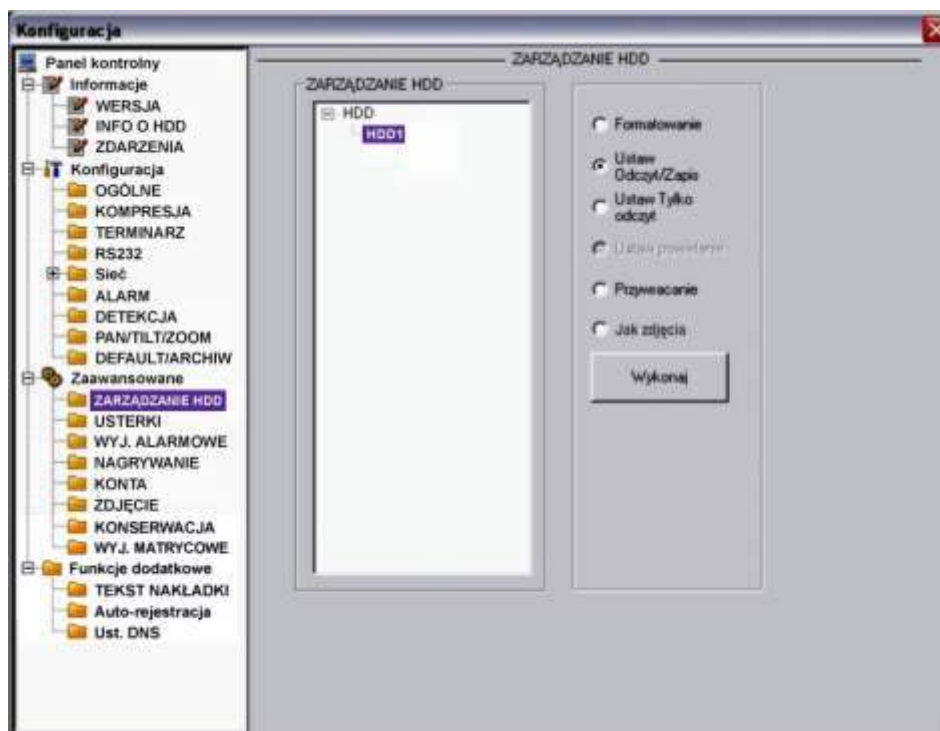 Konfiguracja
Panel kontrolny
Informacje
WERSJA
INFO O HDD
ZDARZENIA
Konfiguracja
OGÓLNE
KOMPRESJA
TERMINARZ
RS232
Sieć
ALARM
DETEKCJA
PAN/TILT/ZOOM
DEFAULT/ARCHIW
Zaawansowane
ZARZĄDZANIE HDD
USTERKI
WYJ. ALARMOWE
NAGRYWANIE
KONTA
ZDJĘCIE
KONSERWACJA
WYJ. MATRYCOWE
Funkcje dodatkowe
TEKST NAKŁADKI
Auto-rejestracja
Ust. DNS
ZARZĄDZANIE HDD
ZARZĄDZANIE HDD
HDD
HDD1
Formatowanie
Ustaw
Odczyt/Zapis
Ustaw Tylko
odczyt
Ustaw
Przywracanie
Jak zdjęcia
Wykonaj